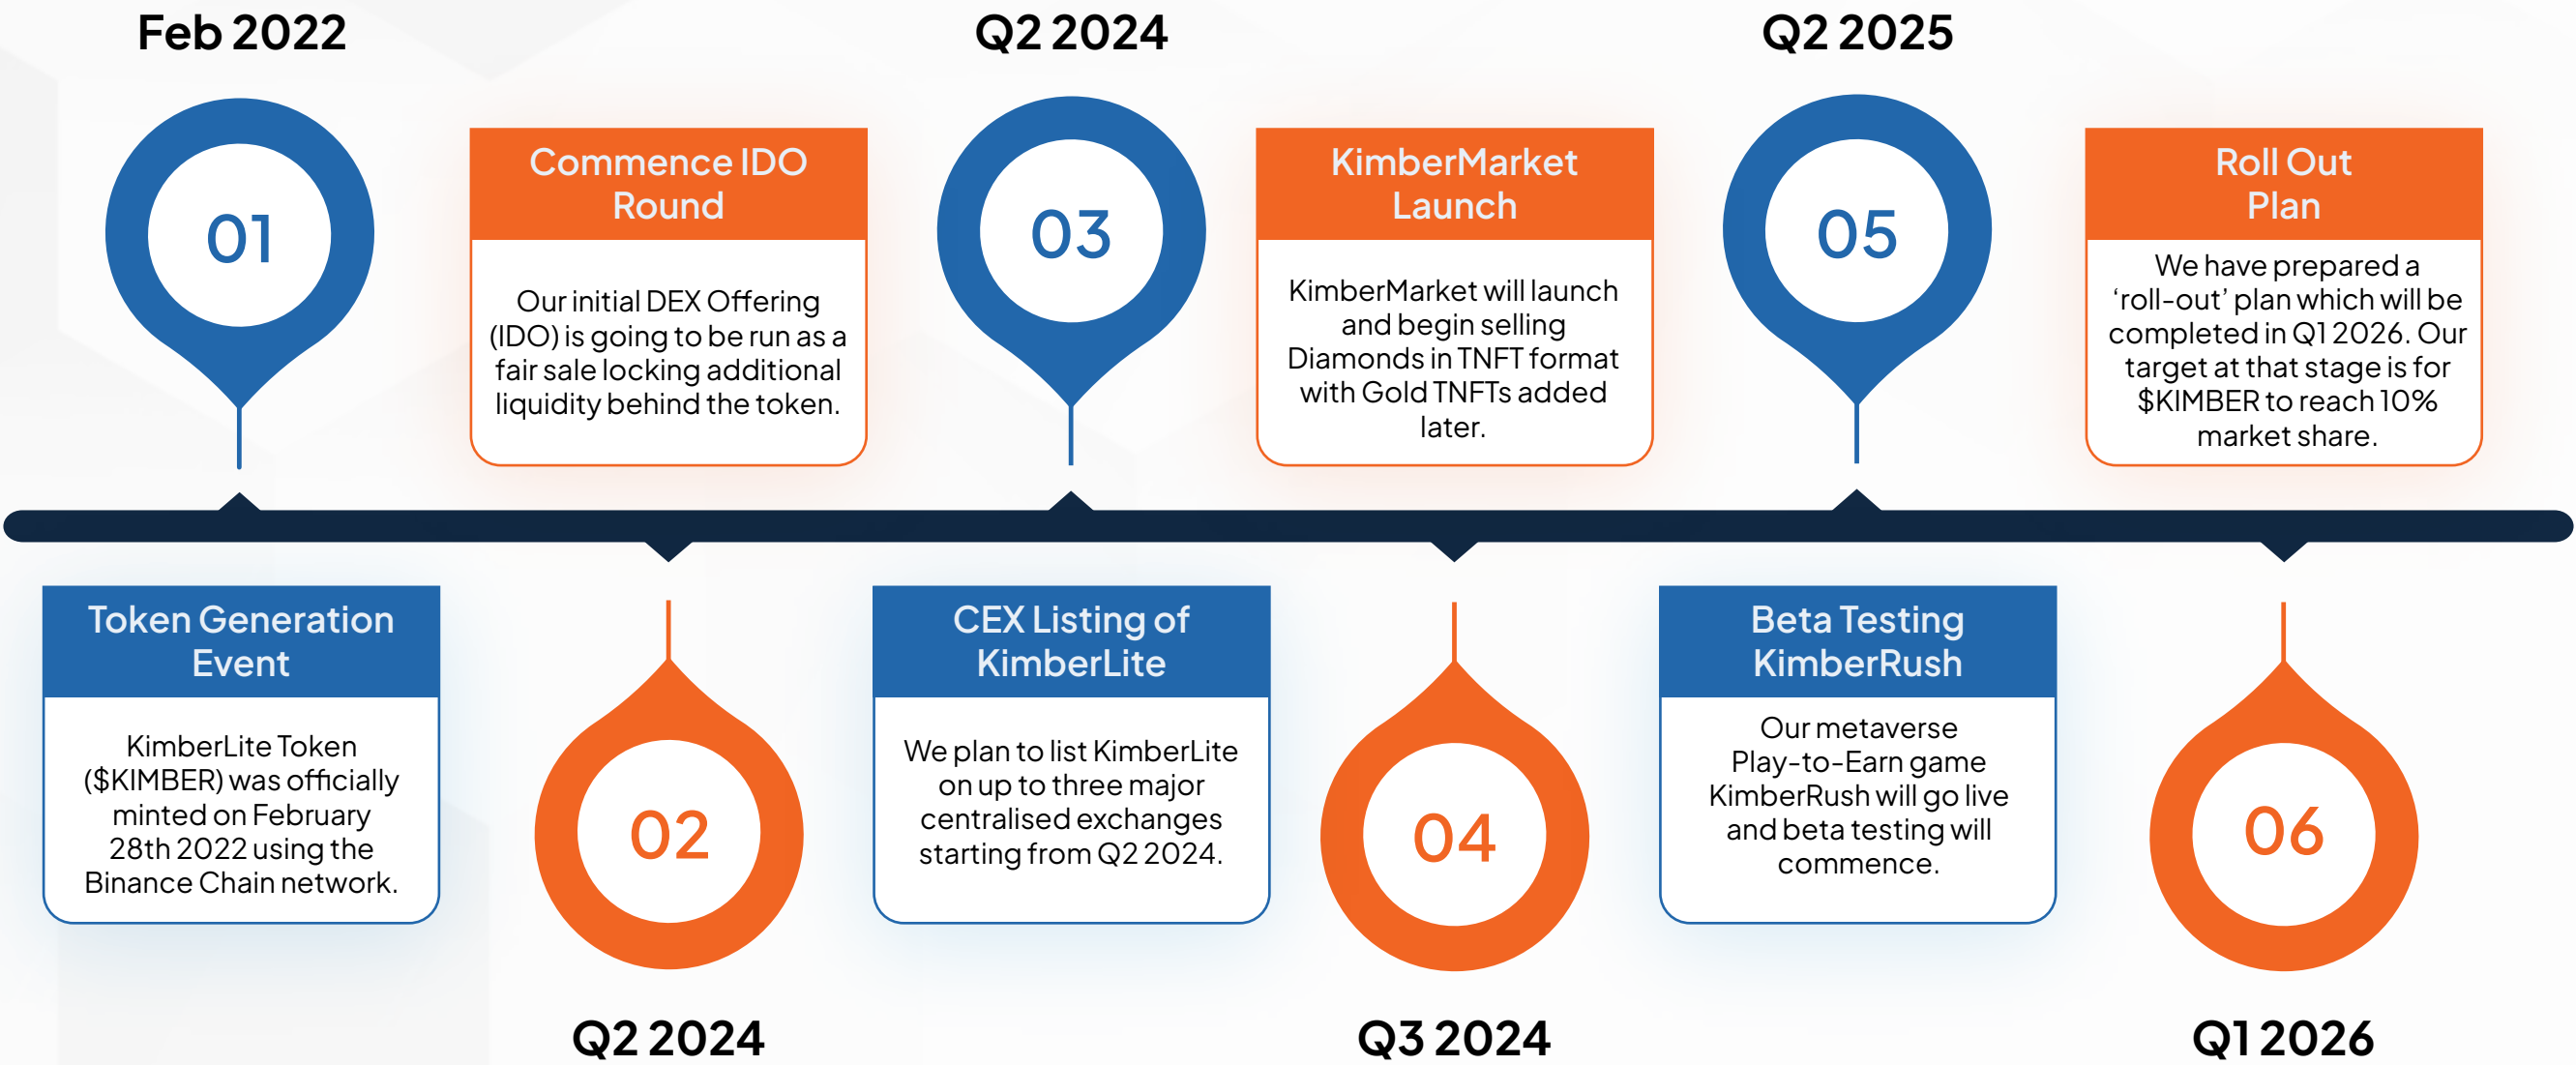 Feb 2022
01
Token Generation
Event
KimberLite Token
($KIMBER) was officially
minted on February
28th 2022 using the
Binance Chain network.
Commence IDO
Round
Our initial DEX Offering
(IDO) is going to be run as a
fair sale locking additional
liquidity behind the token.
02
Q2 2024
Q2 2024
03
CEX Listing of
KimberLite
We plan to list KimberLite
on up to three major
centralised exchanges
starting from Q2 2024.
KimberMarket
Launch
KimberMarket will launch
and begin selling
Diamonds in TNFT format
with Gold TNFTs added
later.
04
Q3 2024
Q2 2025
05
Beta Testing
KimberRush
Our metaverse
Play-to-Earn game
KimberRush will go live
and beta testing will
commence.
Roll Out
Plan
We have prepared a
‘roll-out’ plan which will be
completed in Q1 2026. Our
target at that stage is for
$KIMBER to reach 10%
market share.
06
Q1 2026